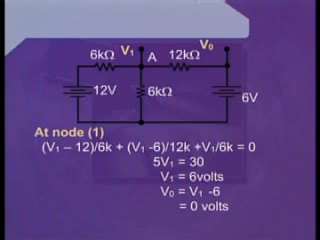 6kΩ V₁ A 12kΩ V₀
12V 6kΩ 6V
At node (1)
(V₁ – 12)/6k + (V₁ -6)/12k +V₁/6k = 0
5V₁ = 30
V₁ = 6volts
V₀ = V₁ -6
= 0 volts